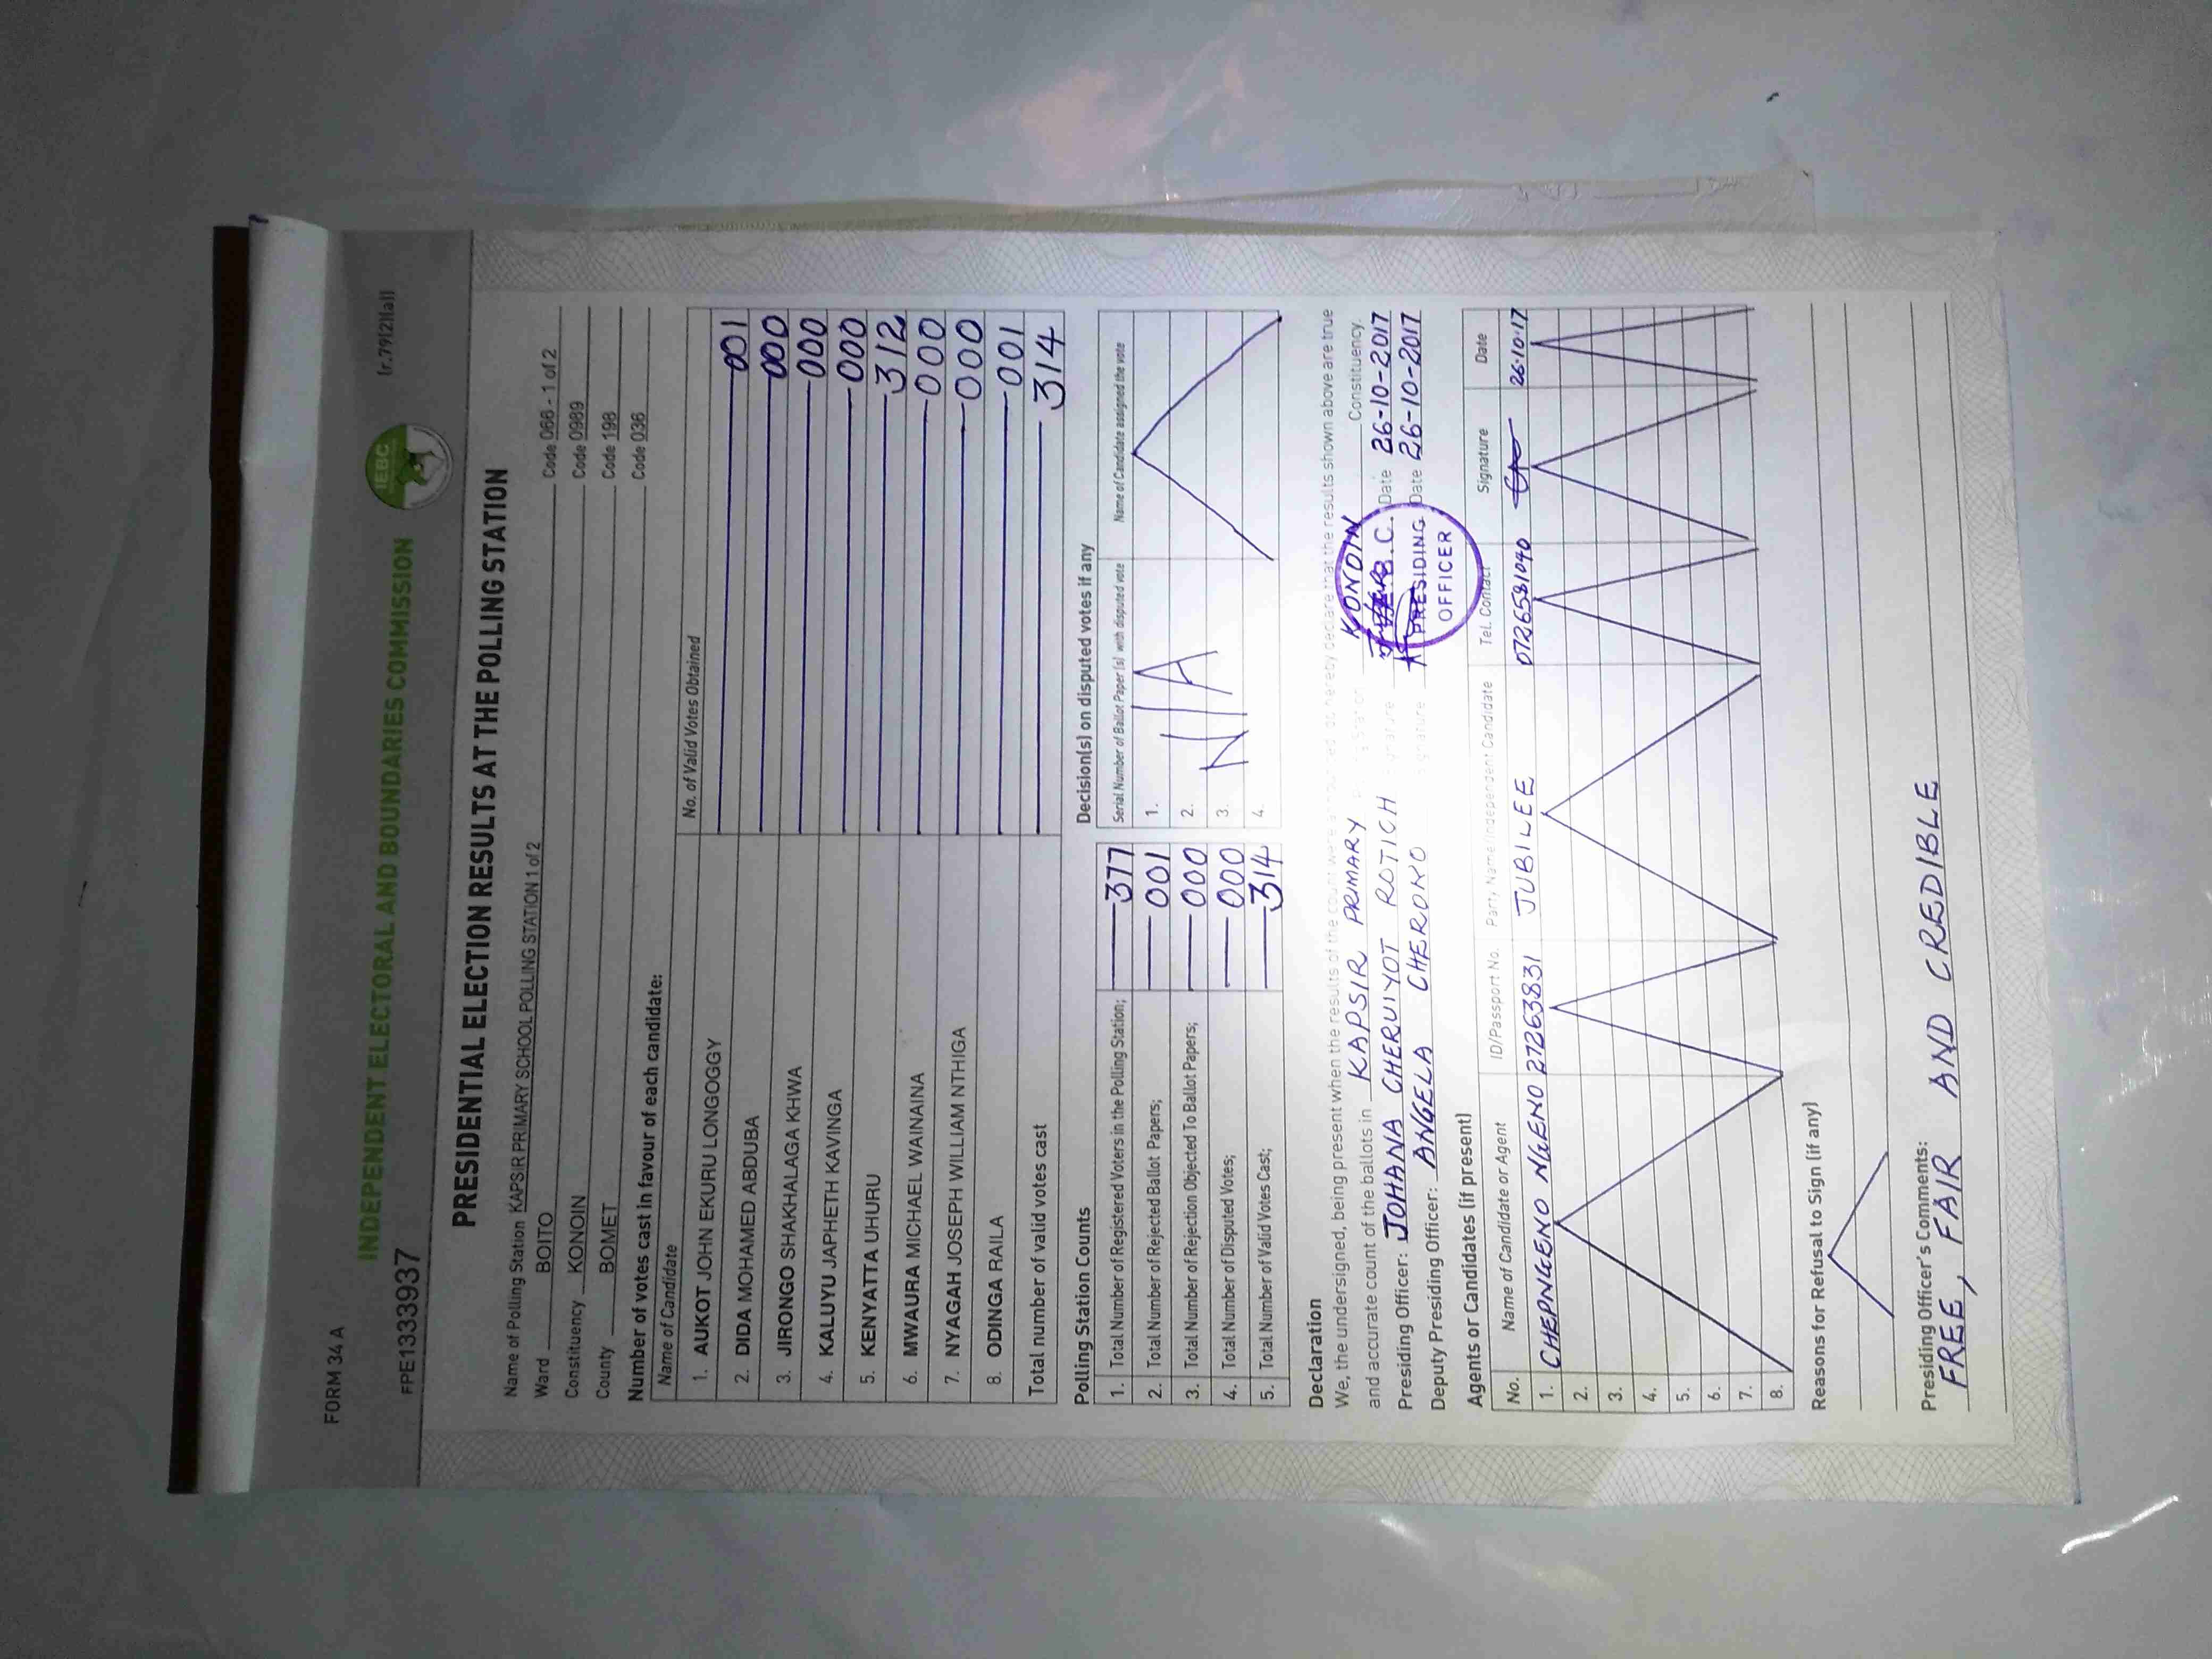 FORM 34 A
FPE1333937
INDEPENDENT ELECTORAL AND BOUNDARIES COMMISSION
IEBC
(r.79(2)(a))
PRESIDENTIAL ELECTION RESULTS AT THE POLLING STATION
Name of Polling Station KAPSIR PRIMARY SCHOOL POLLING STATION 1 of 2 Code 066 - 1 of 2
Ward BOITO Code 0989
Constituency KONOIN Code 198
County BOMET Code 036
Number of votes cast in favour of each candidate:
Name of Candidate No. of Valid Votes Obtained
1. AUKOT JOHN EKURU LONGOGGY 001
2. DIDA MOHAMED ABDUBA 000
3. JIRONGO SHAKHALAGA KHWA 000
4. KALUYU JAPHETH KAVINGA 000
5. KENYATTA UHURU 312
6. MWAURA MICHAEL WAINAINA 000
7. NYAGAH JOSEPH WILLIAM NTHIGA 000
8. ODINGA RAILA 001
Total number of valid votes cast 314
Polling Station Counts
1. Total Number of Registered Voters in the Polling Station; 377
2. Total Number of Rejected Ballot Papers; 001
3. Total Number of Rejection Objected To Ballot Papers; 000
4. Total Number of Disputed Votes; 000
5. Total Number of Valid Votes Cast; 314
Decision(s) on disputed votes if any
Serial Number of Ballot Paper (s) with disputed vote Name of Candidate assigned the vote
1.
2.
3.
4.
N/A
Declaration
We, the undersigned, being present when the results of the count were announced, do hereby declare that the results shown above are true
and accurate count of the ballots in KAPSIR PRIMARY Station KONOIN Constituency.
Presiding Officer: JOHANA CHERUIYOT ROTICH Signature Date 26-10-2017
Deputy Presiding Officer: ANGELA CHERONO Signature Date 26-10-2017
PRESIDING
OFFICER
Agents or Candidates (if present)
No. Name of Candidate or Agent ID/Passport No. Party Name/Independent Candidate Tel. Contact Signature Date
1. CHEPNGENO NGENO 27263831 JUBILEE 0726581040 26.10.17
2.
3.
4.
5.
6.
7.
8.
Reasons for Refusal to Sign (if any)
Presiding Officer's Comments:
FREE, FAIR AND CREDIBLE